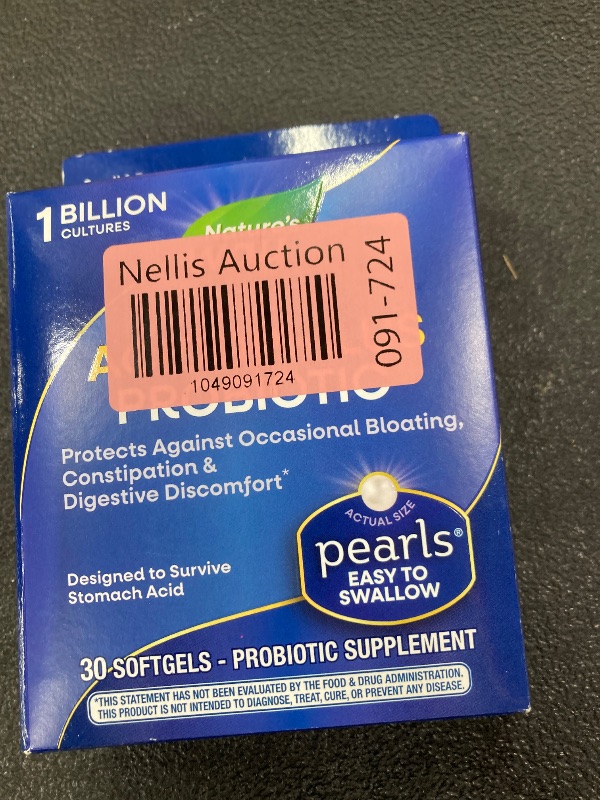 1 BILLION
CULTURES
Nature's
Nellis Auction
1049091724
091-724
PROBIOTIC
Protects Against Occasional Bloating,
Constipation &
Digestive Discomfort*
ACTUAL SIZE
pearls®
EASY TO
SWALLOW
Designed to Survive
Stomach Acid
30 SOFTGELS - PROBIOTIC SUPPLEMENT
*THIS STATEMENT HAS NOT BEEN EVALUATED BY THE FOOD & DRUG ADMINISTRATION.
THIS PRODUCT IS NOT INTENDED TO DIAGNOSE, TREAT, CURE, OR PREVENT ANY DISEASE.